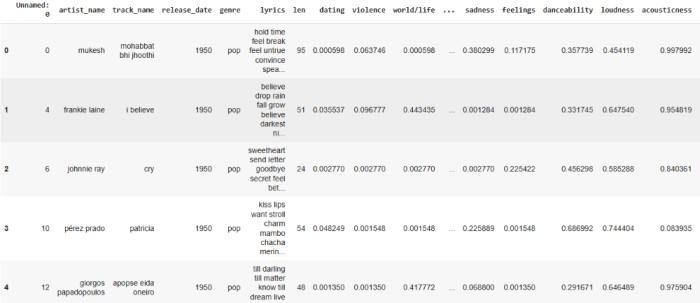 Unnamed: 0 artist_name track_name release_date genre lyrics len dating violence world/life ... sadness feelings danceability loudness acousticness
0 0 mukesh mohabbat bhi jhoothi 1950 pop hold time feel break feel untrue convince spea... 95 0.000598 0.063746 0.000598 ... 0.380299 0.117175 0.357739 0.454119 0.997992
1 4 frankie laine i believe 1950 pop believe drop rain fall grow believe darkest ni... 51 0.035537 0.096777 0.443435 ... 0.001284 0.001284 0.331745 0.647540 0.954819
2 6 johnnie ray cry 1950 pop sweetheart send letter goodbye secret feel bet... 24 0.002770 0.002770 0.002770 ... 0.002770 0.225422 0.456298 0.585288 0.840361
3 10 pérez prado patricia 1950 pop kiss lips want stroll charm mambo chacha merin... 54 0.048249 0.001548 0.001548 ... 0.225889 0.001548 0.686992 0.744404 0.083935
4 12 giorgos papadopoulos apopse eida oneiro 1950 pop till darling till matter know till dream live 48 0.001350 0.001350 0.417772 ... 0.068800 0.001350 0.291671 0.646489 0.975904